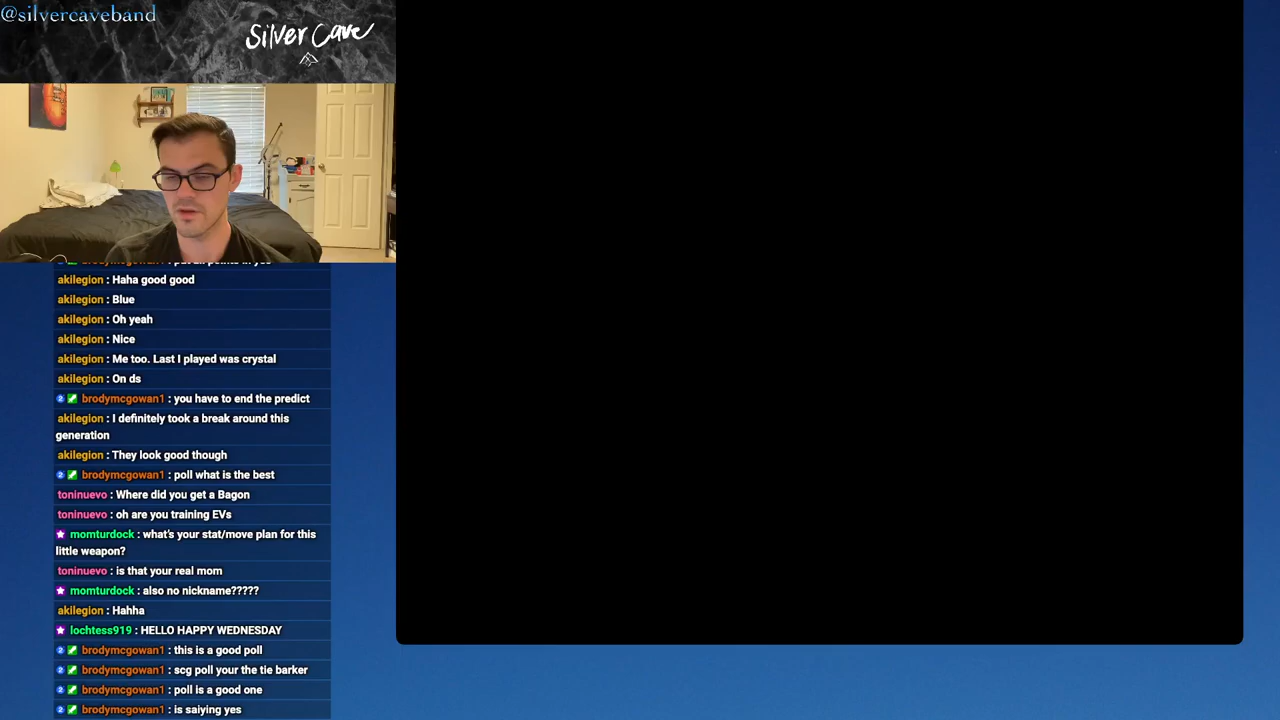 @silvercaveband
Silver Cave
akilegion : Haha good good
akilegion : Blue
akilegion : Oh yeah
akilegion : Nice
akilegion : Me too. Last I played was crystal
akilegion : On ds
brodymcgowan1 : you have to end the predict
akilegion : I definitely took a break around this
generation
akilegion : They look good though
brodymcgowan1 : poll what is the best
toninuevo : Where did you get a Bagon
toninuevo : oh are you training EVs
momturdock : what's your stat/move plan for this
little weapon?
toninuevo : is that your real mom
momturdock : also no nickname?????
akilegion : Hahha
lochtess919 : HELLO HAPPY WEDNESDAY
brodymcgowan1 : this is a good poll
brodymcgowan1 : scg poll your the tie barker
brodymcgowan1 : poll is a good one
brodymcgowan1 : is saiying yes